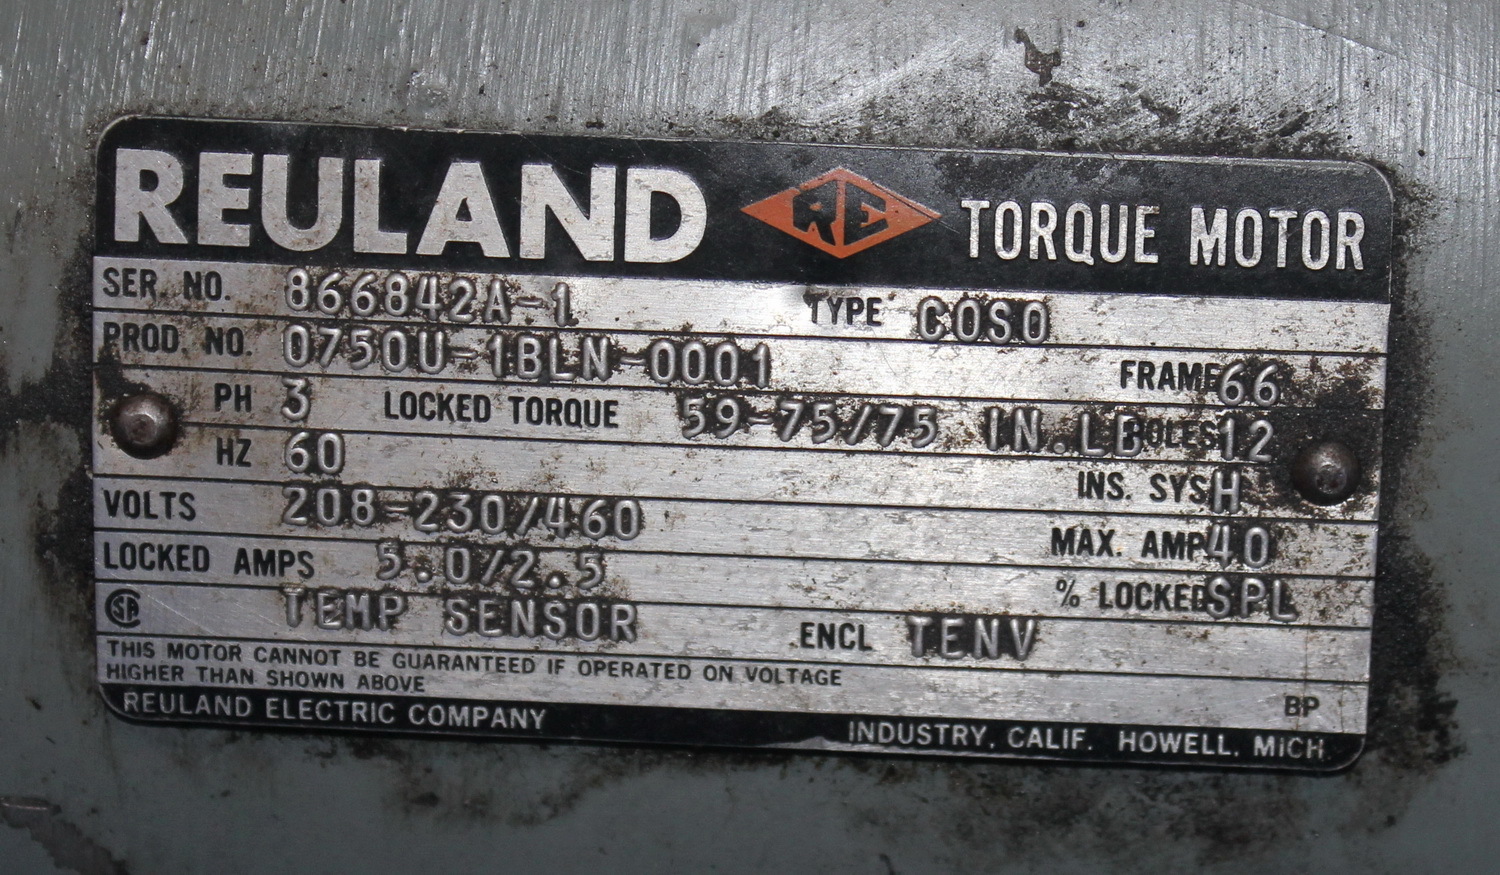 REULAND RE TORQUE MOTOR
SER. NO. 866842A-1 TYPE COSO
PROD. NO. 0750U-1BLN-0001 FRAME 66
PH 3 LOCKED TORQUE 59-75/75 IN.LB POLES 12
HZ 60 INS. SYS H
VOLTS 208-230/460 MAX. AMP 40
LOCKED AMPS 5.0/2.5 % LOCKED SPL
SA TEMP SENSOR ENCL TENV
THIS MOTOR CANNOT BE GUARANTEED IF OPERATED ON VOLTAGE
HIGHER THAN SHOWN ABOVE
BP
REULAND ELECTRIC COMPANY INDUSTRY, CALIF. HOWELL, MICH.